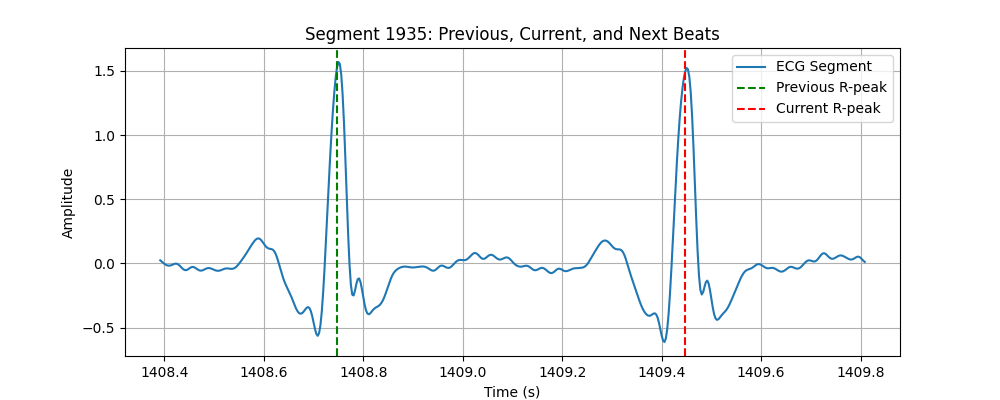 Segment 1935: Previous, Current, and Next Beats
ECG Segment
Previous R-peak
Current R-peak
Amplitude
1.5
1.0
0.5
0.0
−0.5
1408.4 1408.6 1408.8 1409.0 1409.2 1409.4 1409.6 1409.8
Time (s)